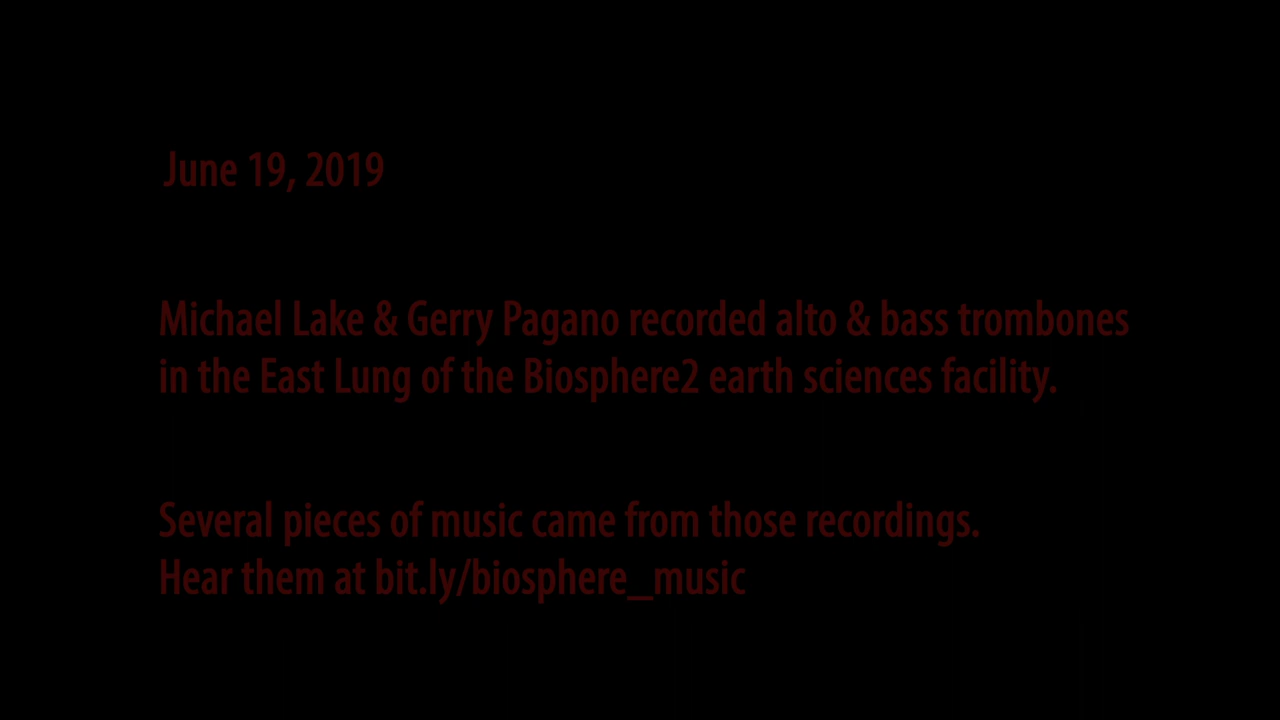 June 19, 2019
Michael Lake & Gerry Pagano recorded alto & bass trombones
in the East Lung of the Biosphere2 earth sciences facility.
Several pieces of music came from those recordings.
Hear them at bit.ly/biosphere_music